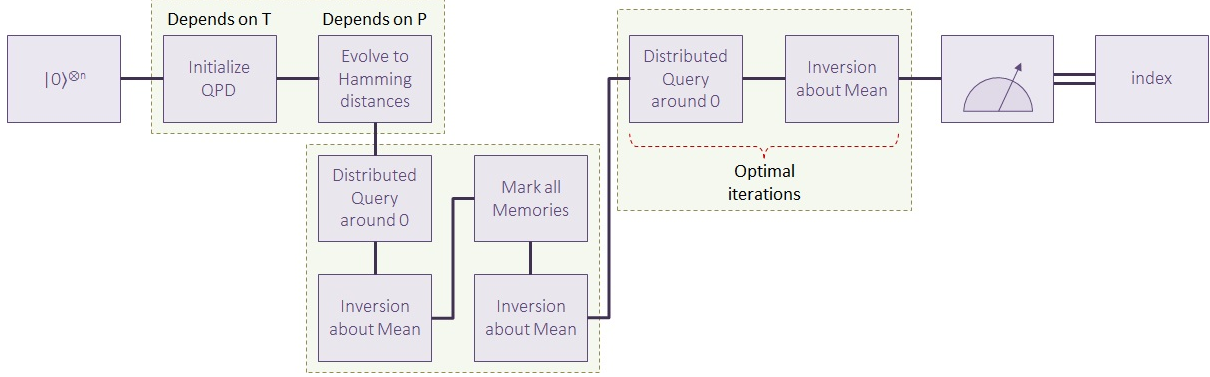 Depends on T
Depends on P
|0⟩⊗n
Initialize
QPD
Evolve to
Hamming
distances
Distributed
Query
around 0
Inversion
about Mean
Mark all
Memories
Inversion
about Mean
Distributed
Query
around 0
Inversion
about Mean
Optimal
iterations
index